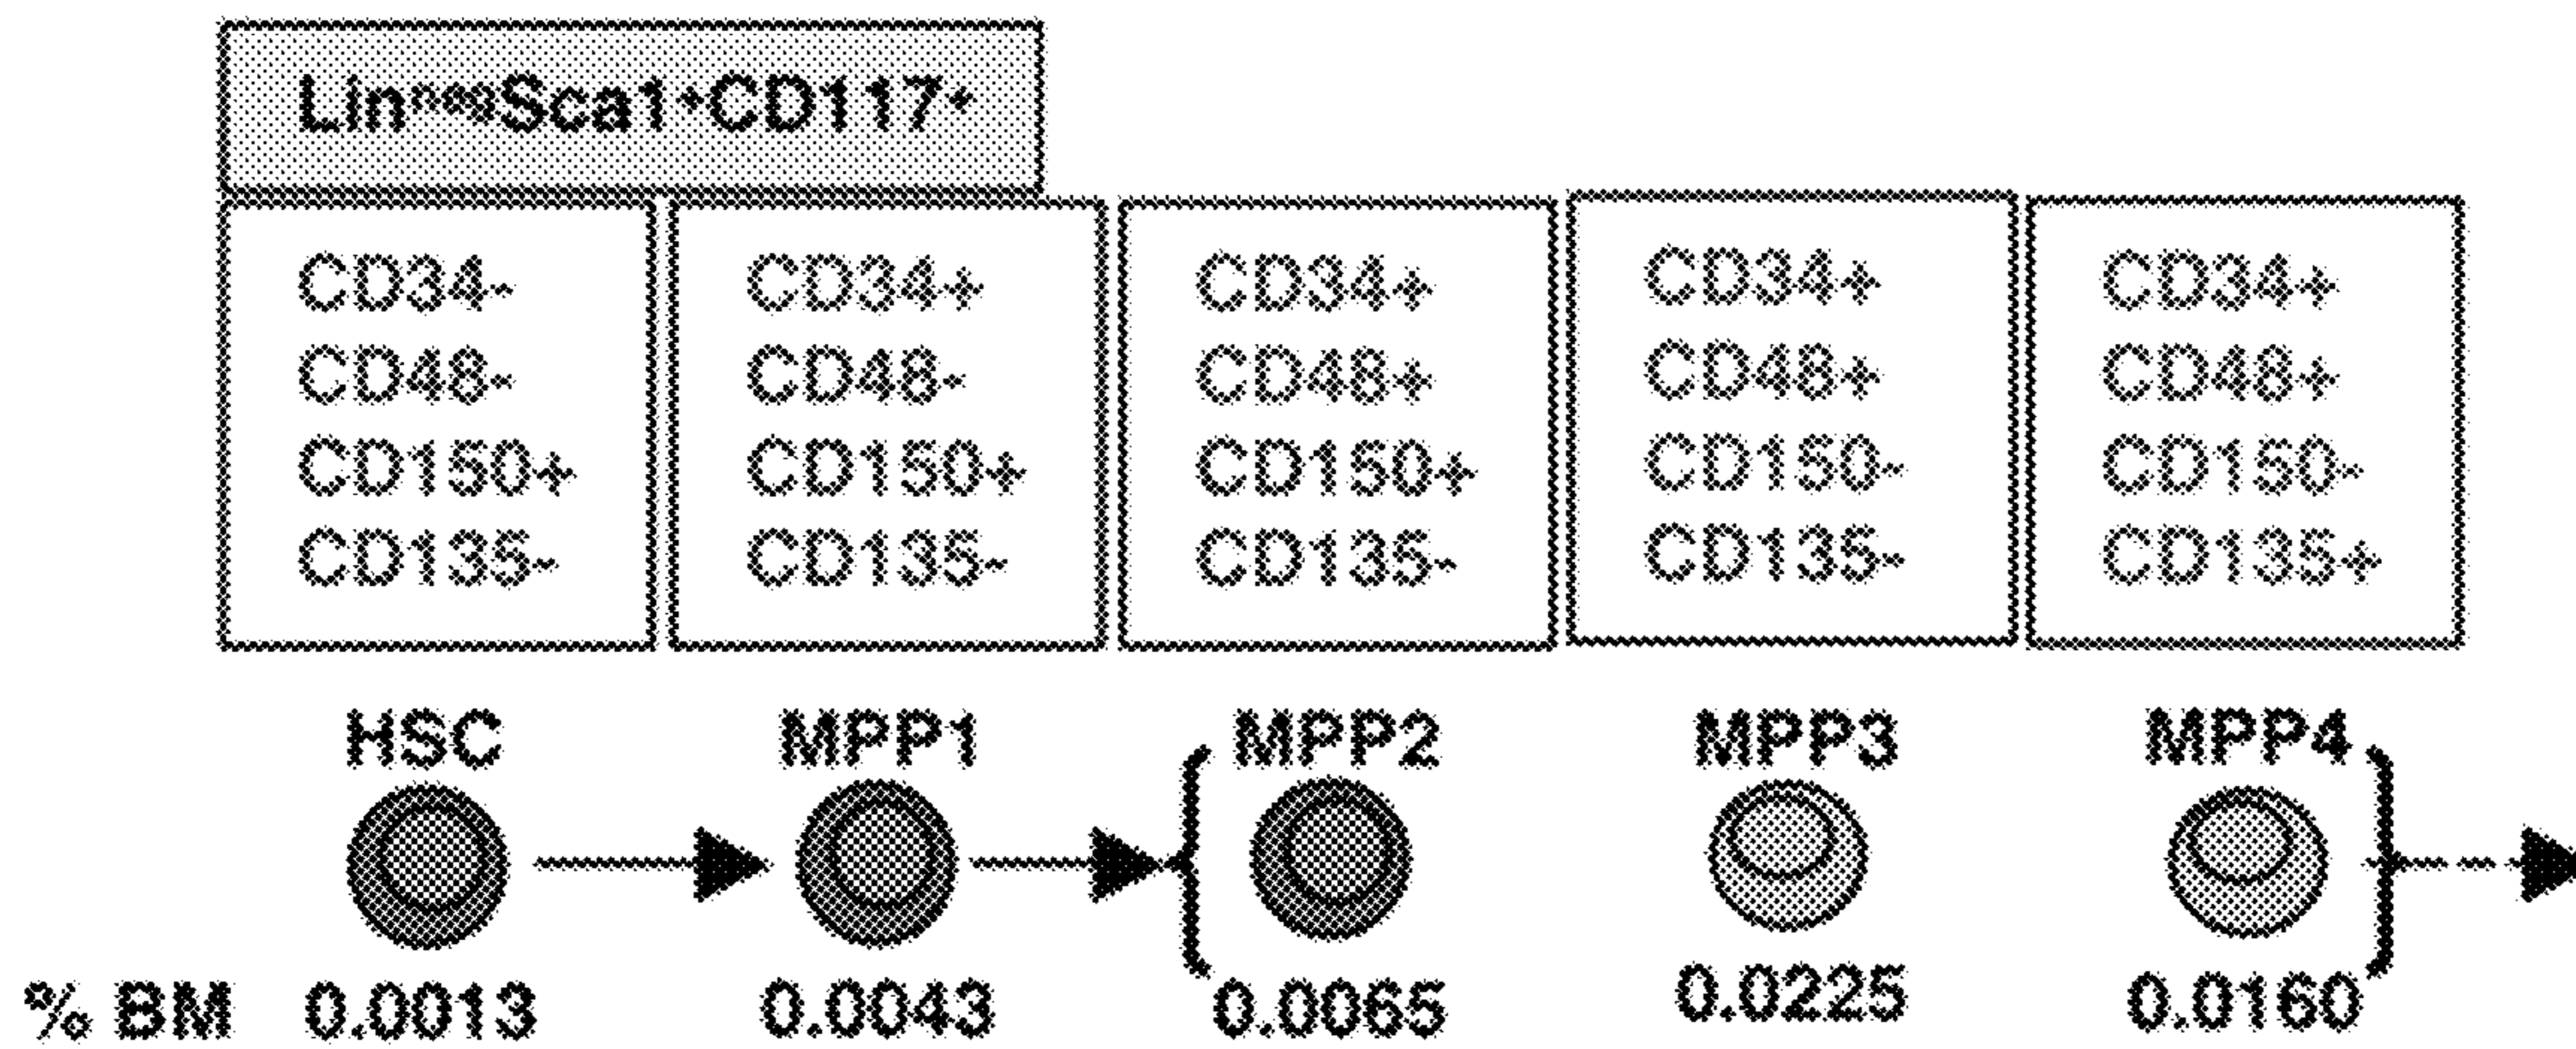 Lin^neg Sca1+CD117+
CD34- CD34+ CD34+ CD34+ CD34+
CD48- CD48- CD48+ CD48+ CD48+
CD150+ CD150+ CD150+ CD150- CD150-
CD135- CD135- CD135- CD135- CD135+
HSC MPP1 MPP2 MPP3 MPP4
% BM 0.0013 0.0043 0.0065 0.0225 0.0160